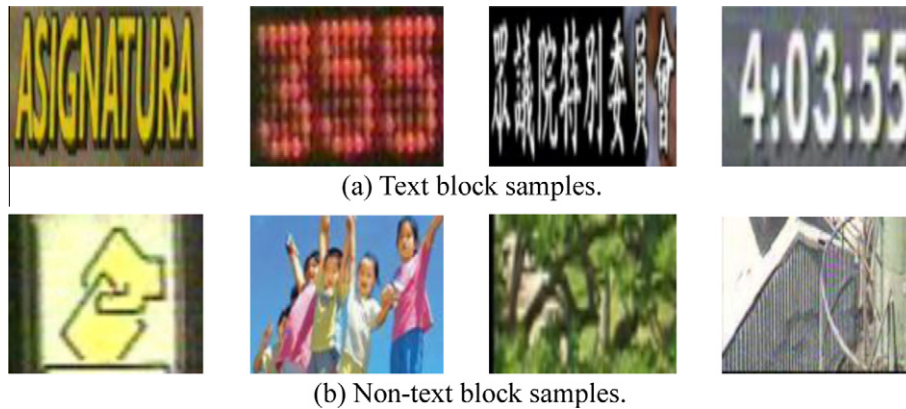 ASIGNATURA
355
眾議院特別委員會
4:03:55
(a) Text block samples.
(b) Non-text block samples.